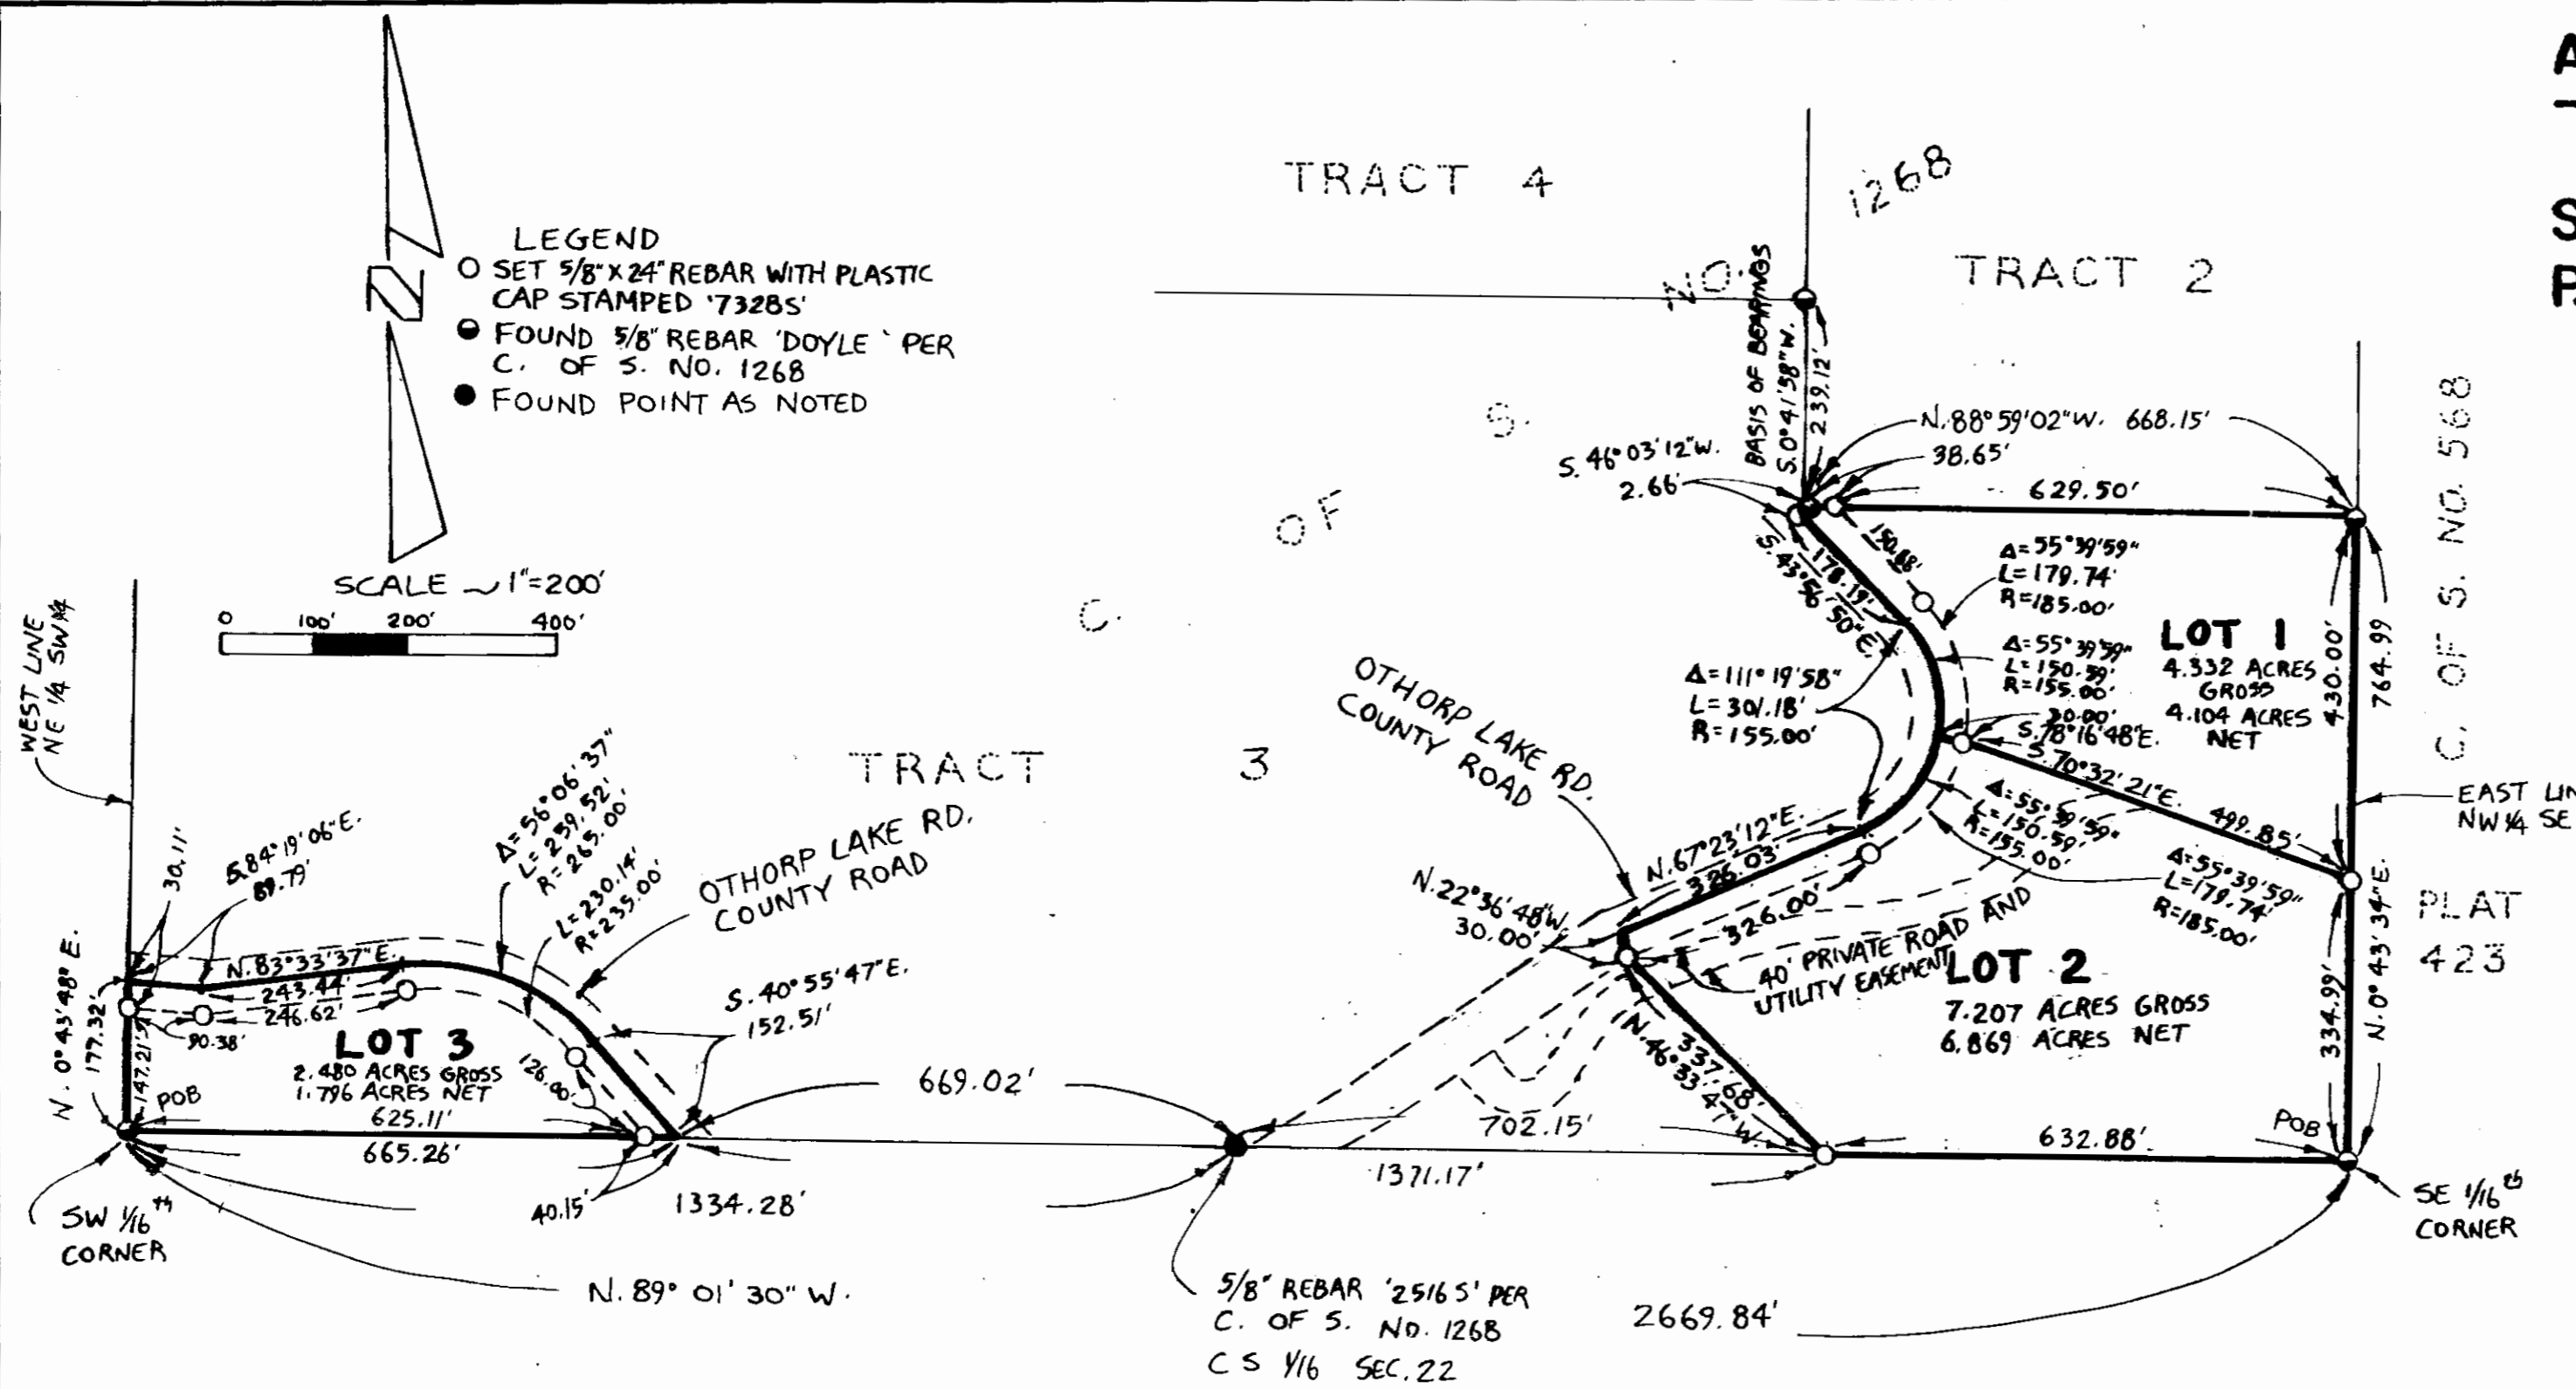 TRACT 4
NO. 1268
TRACT 2
LEGEND
SET 5/8" X 24" REBAR WITH PLASTIC
CAP STAMPED '7328S'
FOUND 5/8" REBAR 'DOYLE' PER
C. OF S. NO. 1268
FOUND POINT AS NOTED
N
SCALE ~ 1"=200'
0 100' 200' 400'
BASIS OF BEARINGS
S.0°41'58"W.
239.12'
N.88°59'02"W. 668.15'
38.65'
629.50'
S.46°03'12"W.
2.66'
S.
OF
C.
C. OF S. NO. 568
178.19'
S.43°56'50"E.
Δ=55°39'59"
L=179.74'
R=185.00'
Δ=55°39'59"
L=150.59'
R=155.00'
LOT 1
4.332 ACRES
GROSS
4.104 ACRES
NET
430.00'
764.99
30.00'
S.78°16'48"E.
S.70°32'21"E.
499.85'
Δ=111°19'58"
L=301.18'
R=155.00'
OTHORP LAKE RD.
COUNTY ROAD
WEST LINE
NE 1/4 SW 1/4
TRACT 3
EAST LIN
NW 1/4 SE
Δ=55°39'59"
L=150.59'
R=155.00'
Δ=55°39'59"
L=179.74'
R=185.00'
N.67°23'12"E.
326.03'
326.00'
N.22°36'48"W.
30.00'
40' PRIVATE ROAD AND
UTILITY EASEMENT
LOT 2
7.207 ACRES GROSS
6.869 ACRES NET
PLAT
423
334.99'
N.0°43'34"E.
N.46°33'47"W.
337.68'
30.11'
S.84°19'06"E.
Δ=56°06'37"
L=259.52'
R=265.00'
L=230.14'
R=235.00'
OTHORP LAKE RD.
COUNTY ROAD
N.83°33'37"E.
243.44'
246.62'
90.38'
S.40°55'47"E.
152.51'
N.0°43'48"E.
177.32'
147.21'
LOT 3
2.480 ACRES GROSS
1.796 ACRES NET
POB
625.11'
665.26'
669.02'
702.15'
632.88'
POB
SW 1/16th
CORNER
40.15'
1334.28'
1371.17'
SE 1/16th
CORNER
N.89°01'30"W.
5/8" REBAR '2516S' PER
C. OF S. NO. 1268
C S 1/16 SEC. 22
2669.84'